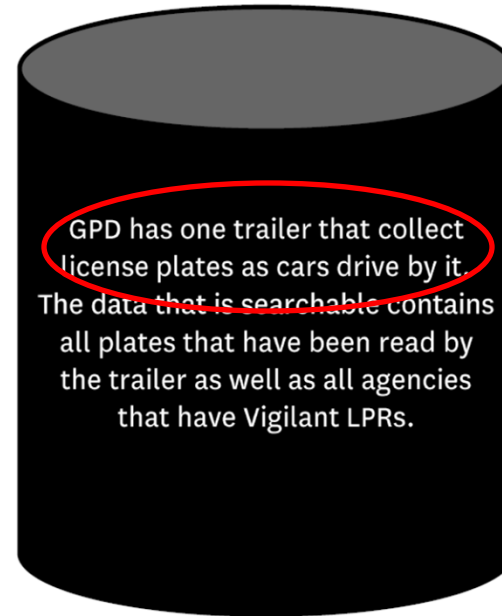 GPD has one trailer that collect
license plates as cars drive by it.
The data that is searchable contains
all plates that have been read by
the trailer as well as all agencies
that have Vigilant LPRs.